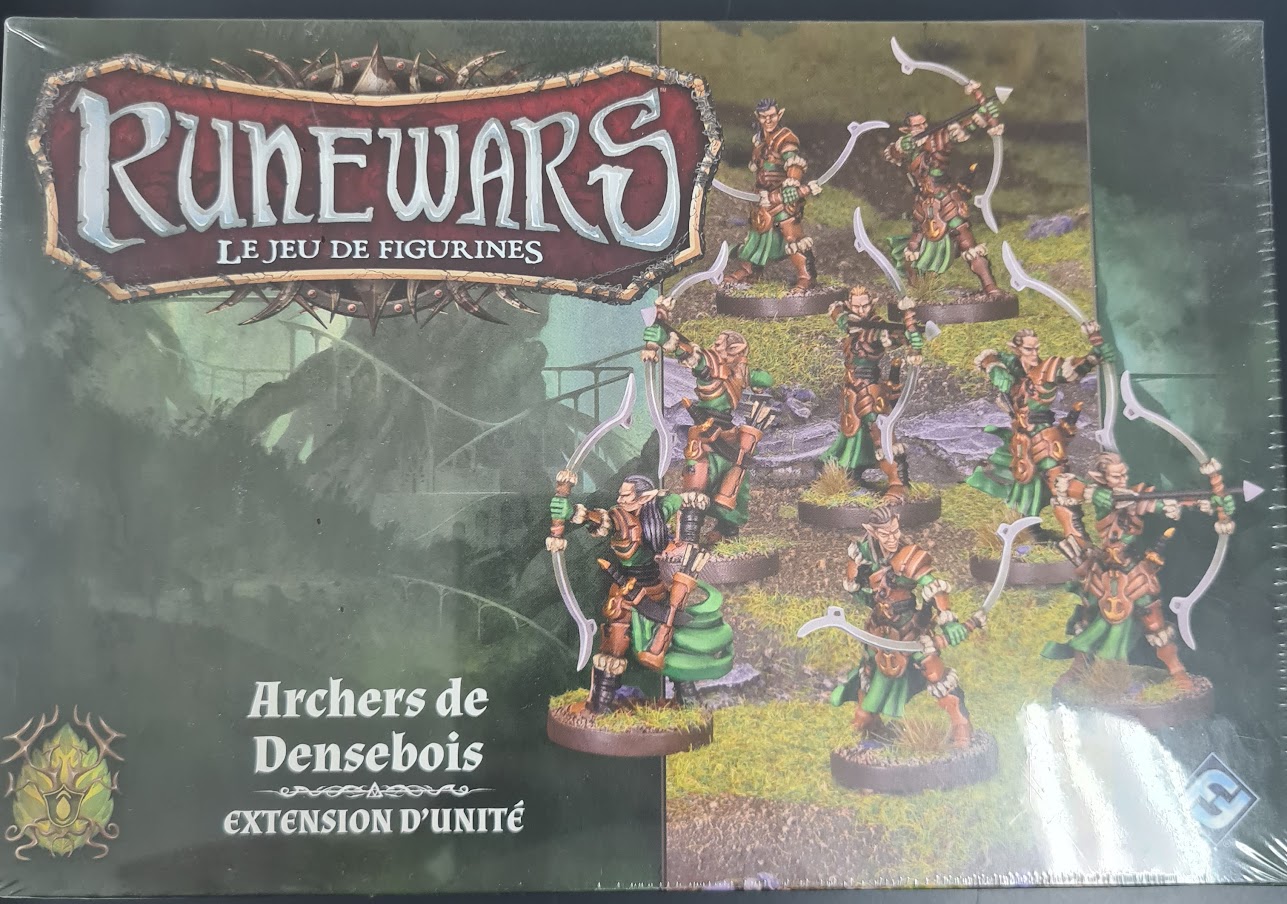 RUNEWARS
LE JEU DE FIGURINES
Archers de
Densebois
EXTENSION D'UNITÉ